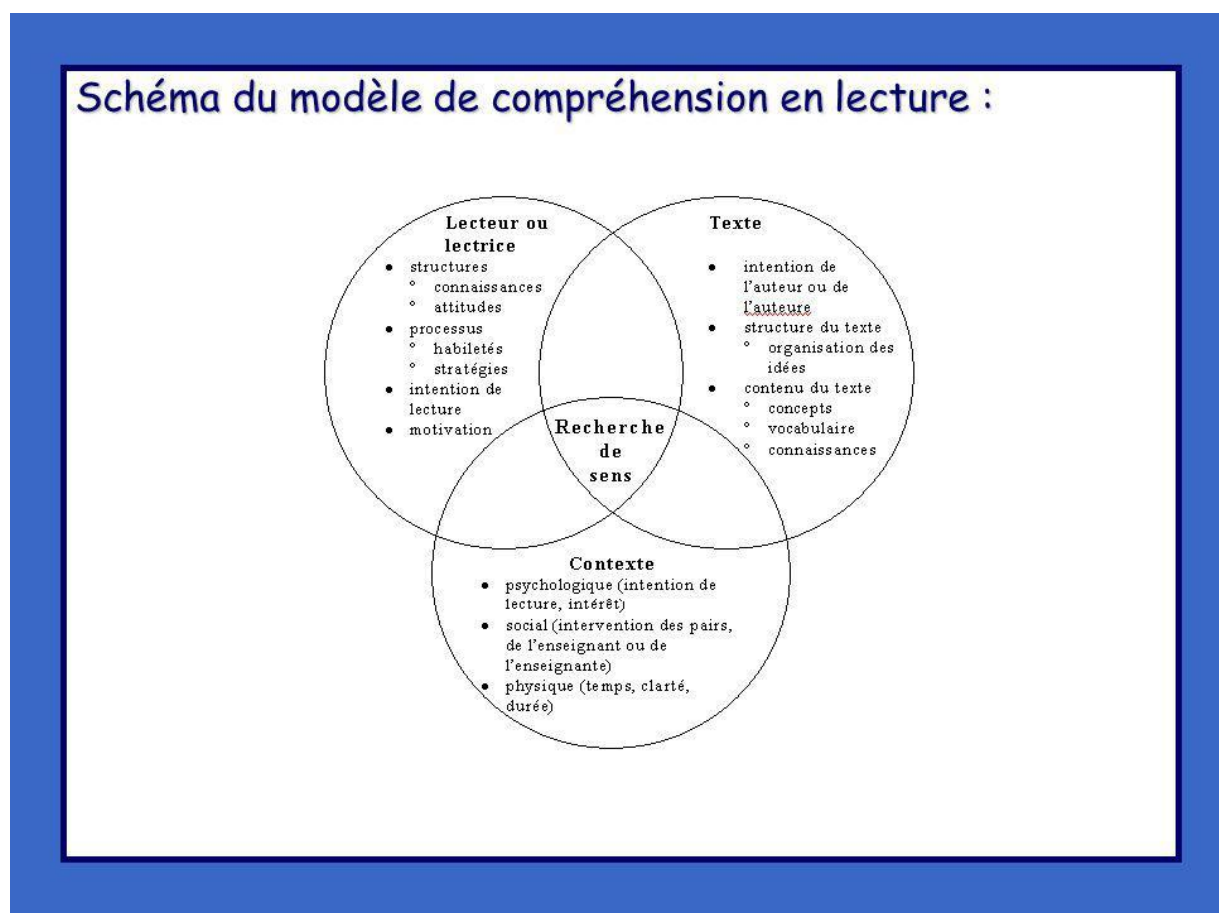 Schéma du modèle de compréhension en lecture :
Lecteur ou
lectrice
• structures
° connaissances
° attitudes
• processus
° habiletés
° stratégies
• intention de
lecture
• motivation
Texte
• intention de
l'auteur ou de
l'auteure
• structure du texte
° organisation des
idées
• contenu du texte
° concepts
° vocabulaire
° connaissances
Recherche
de
sens
Contexte
• psychologique (intention de
lecture, intérêt)
• social (intervention des pairs,
de l'enseignant ou de
l'enseignante)
• physique (temps, clarté,
durée)